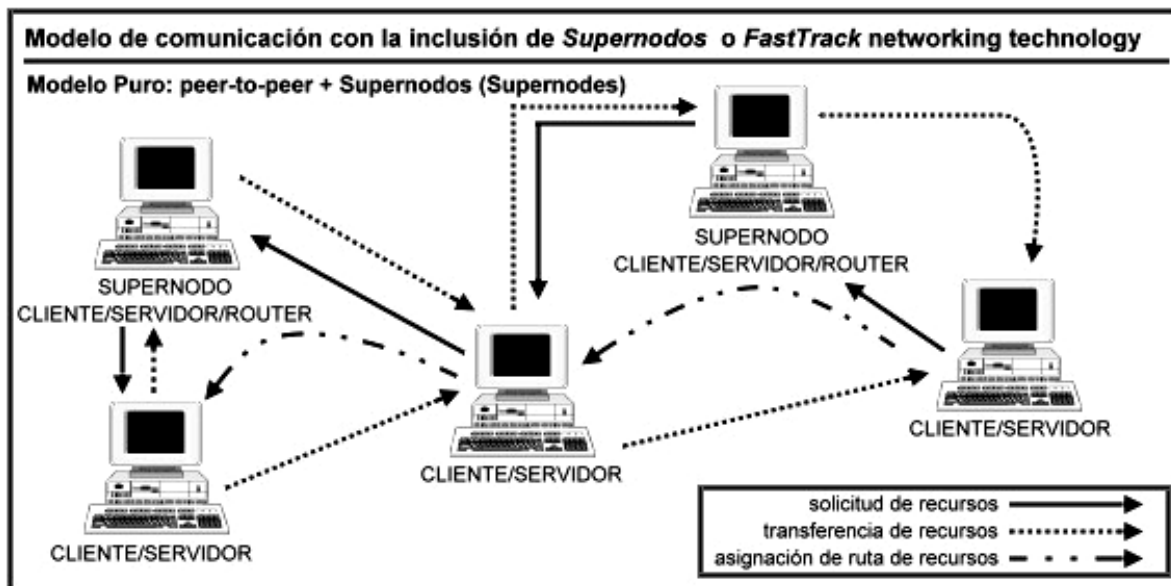 Modelo de comunicación con la inclusión de Supernodos o FastTrack networking technology
Modelo Puro: peer-to-peer + Supernodos (Supernodes)
SUPERNODO
CLIENTE/SERVIDOR/ROUTER
SUPERNODO
CLIENTE/SERVIDOR/ROUTER
CLIENTE/SERVIDOR
CLIENTE/SERVIDOR
CLIENTE/SERVIDOR
solicitud de recursos
transferencia de recursos
asignación de ruta de recursos